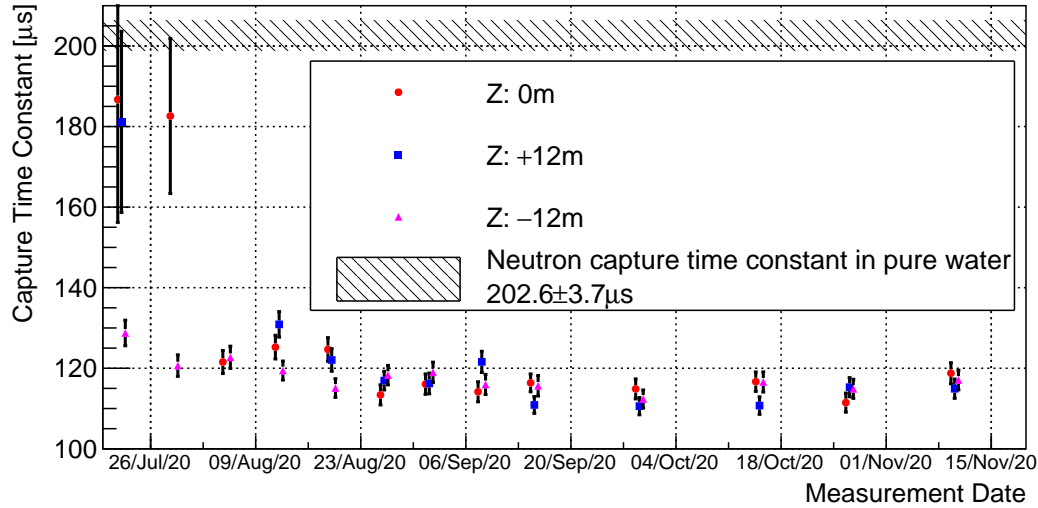 Capture Time Constant [μs]
200
180
160
140
120
100
Z: 0m
Z: +12m
Z: −12m
Neutron capture time constant in pure water
202.6±3.7μs
26/Jul/20 09/Aug/20 23/Aug/20 06/Sep/20 20/Sep/20 04/Oct/20 18/Oct/20 01/Nov/20 15/Nov/20
Measurement Date